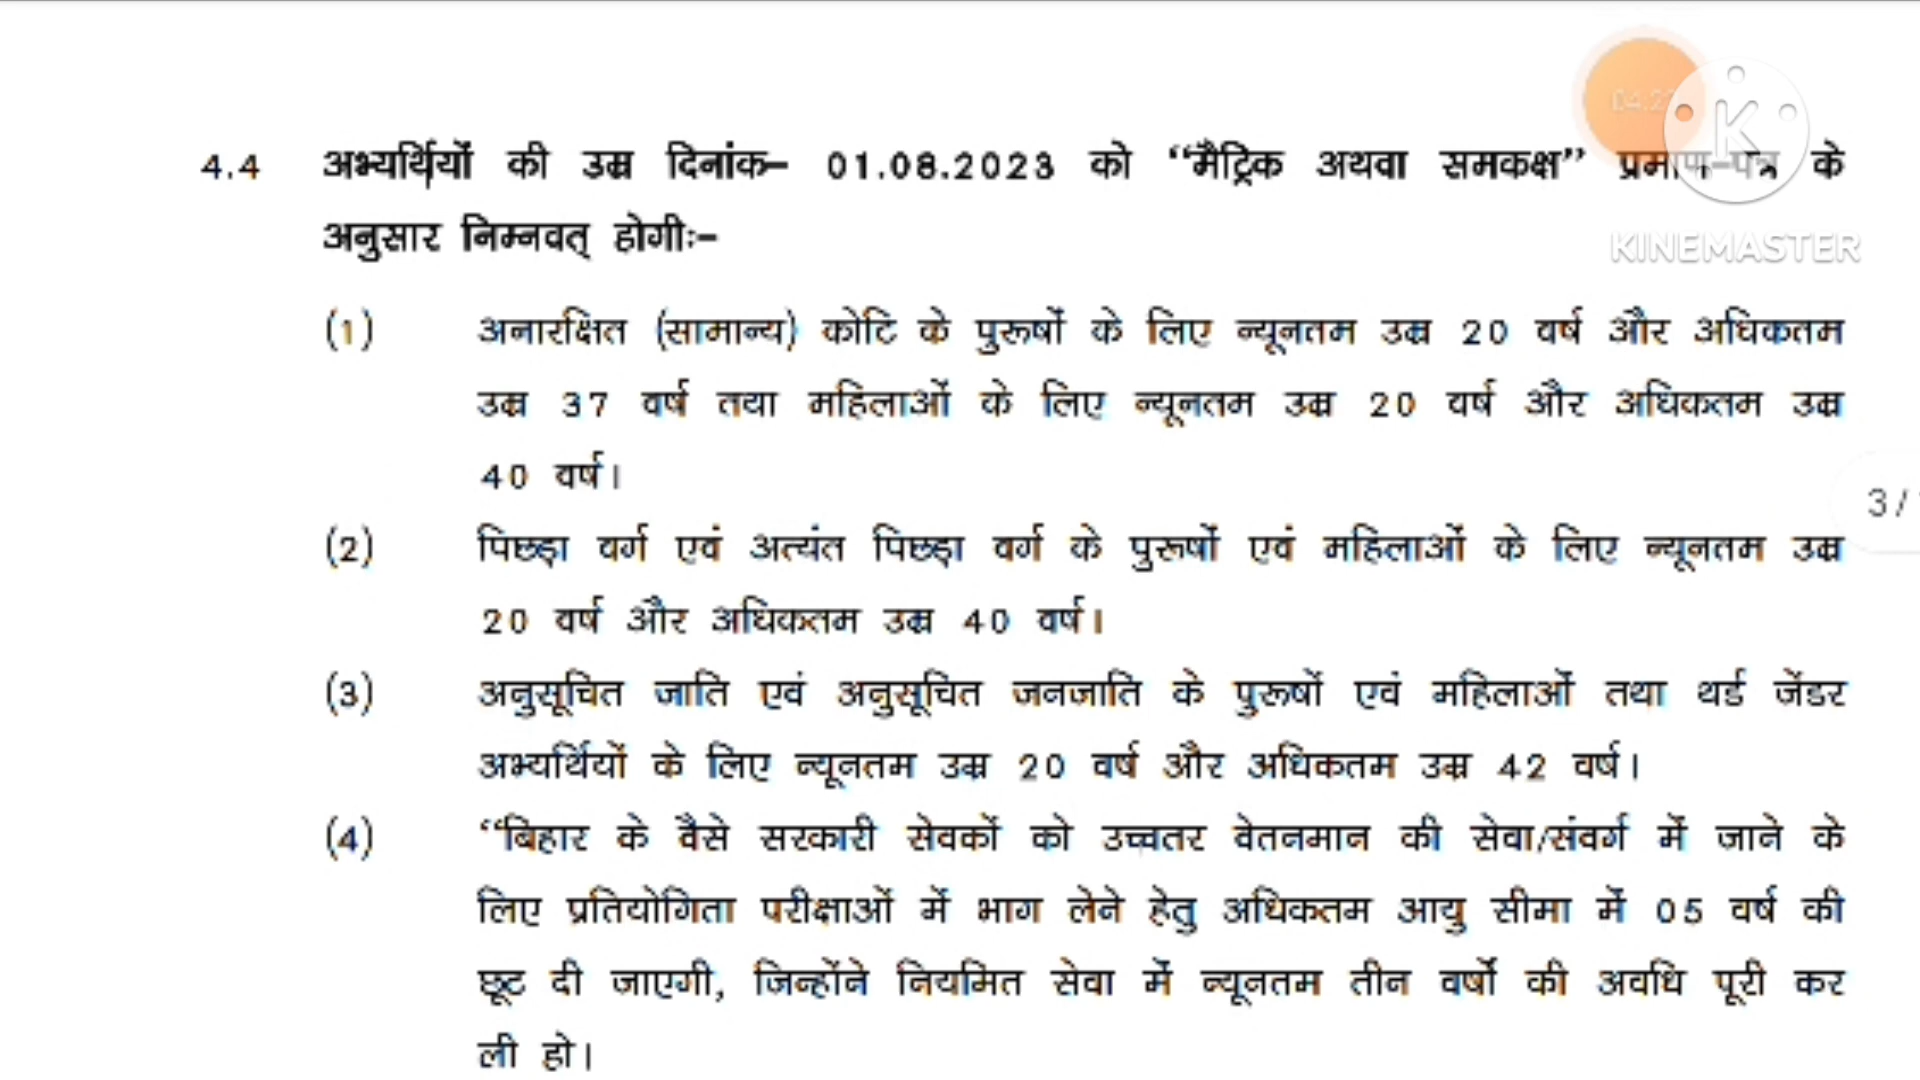 04:2
4.4 अभ्यर्थियों की उम्र दिनांक– 01.08.2023 को “मैट्रिक अथवा समकक्ष” प्रमाण–पत्र के
अनुसार निम्नवत् होगीः–
KINEMASTER
(1) अनारक्षित (सामान्य) कोटि के पुरूषों के लिए न्यूनतम उम्र 20 वर्ष और अधिकतम
उम्र 37 वर्ष तथा महिलाओं के लिए न्यूनतम उम्र 20 वर्ष और अधिकतम उम्र
40 वर्ष।
3/
(2) पिछड़ा वर्ग एवं अत्यंत पिछड़ा वर्ग के पुरूषों एवं महिलाओं के लिए न्यूनतम उम्र
20 वर्ष और अधिकतम उम्र 40 वर्ष।
(3) अनुसूचित जाति एवं अनुसूचित जनजाति के पुरूषों एवं महिलाओं तथा थर्ड जेंडर
अभ्यर्थियों के लिए न्यूनतम उम्र 20 वर्ष और अधिकतम उम्र 42 वर्ष।
(4) “बिहार के वैसे सरकारी सेवकों को उच्चतर वेतनमान की सेवा/संवर्ग में जाने के
लिए प्रतियोगिता परीक्षाओं में भाग लेने हेतु अधिकतम आयु सीमा में 05 वर्ष की
छूट दी जाएगी, जिन्होंने नियमित सेवा में न्यूनतम तीन वर्षों की अवधि पूरी कर
ली हो।